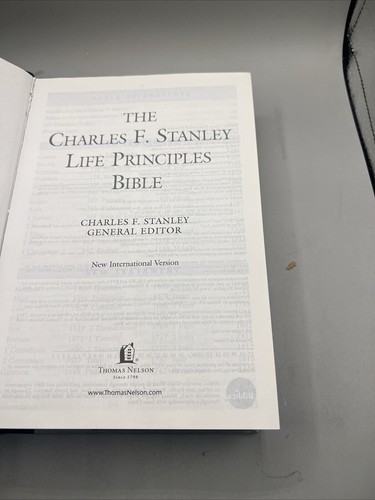 THE
CHARLES F. STANLEY
LIFE PRINCIPLES
BIBLE
CHARLES F. STANLEY
GENERAL EDITOR
New International Version
THOMAS NELSON
Since 1798
www.ThomasNelson.com